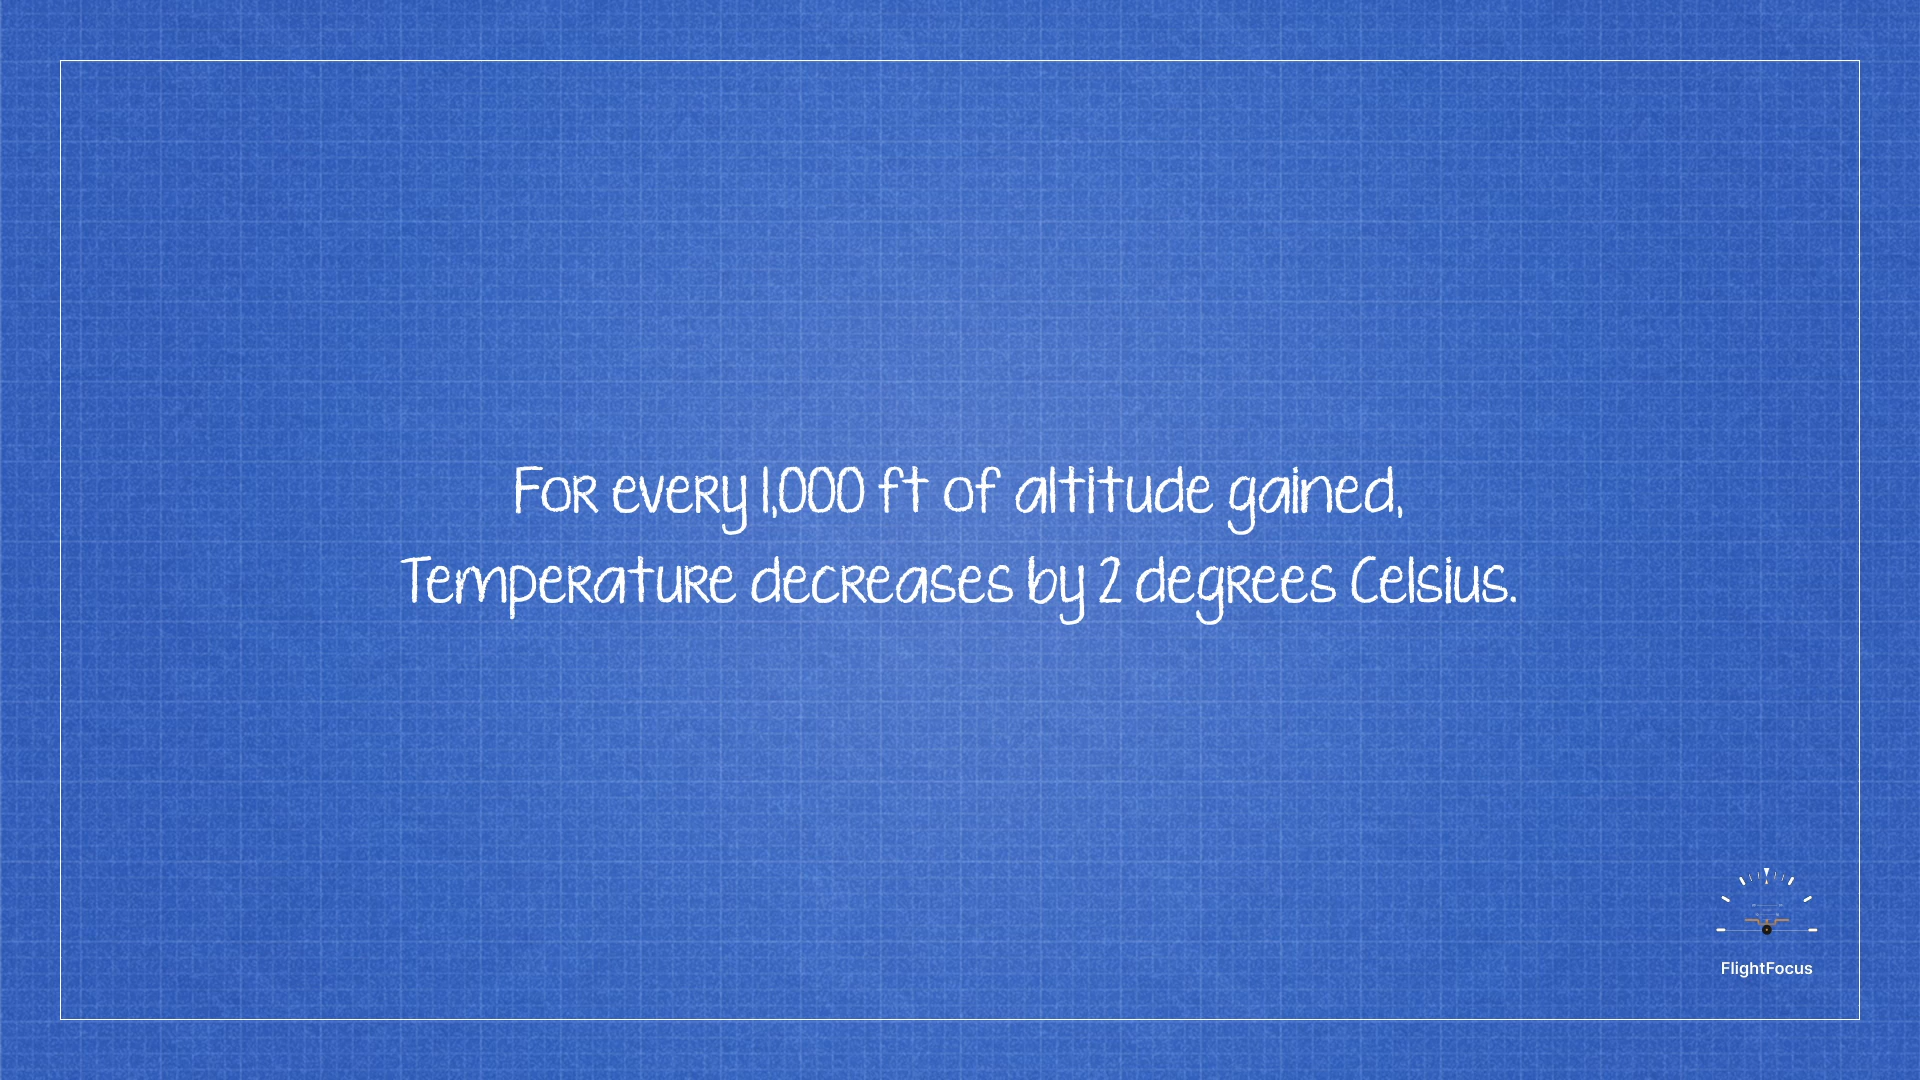 For every 1,000 ft of altitude gained,
Temperature decreases by 2 degrees Celsius.
FlightFocus